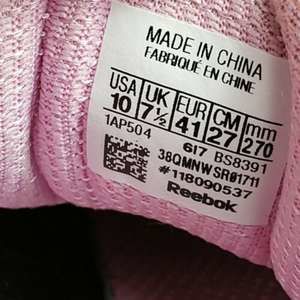 MADE IN CHINA
FABRIQUÉ EN CHINE
USA UK EUR CM mm
10 7½ 41 27 270
1AP504
617 BS8391
38QMNWSR01711
#118090537
Reebok